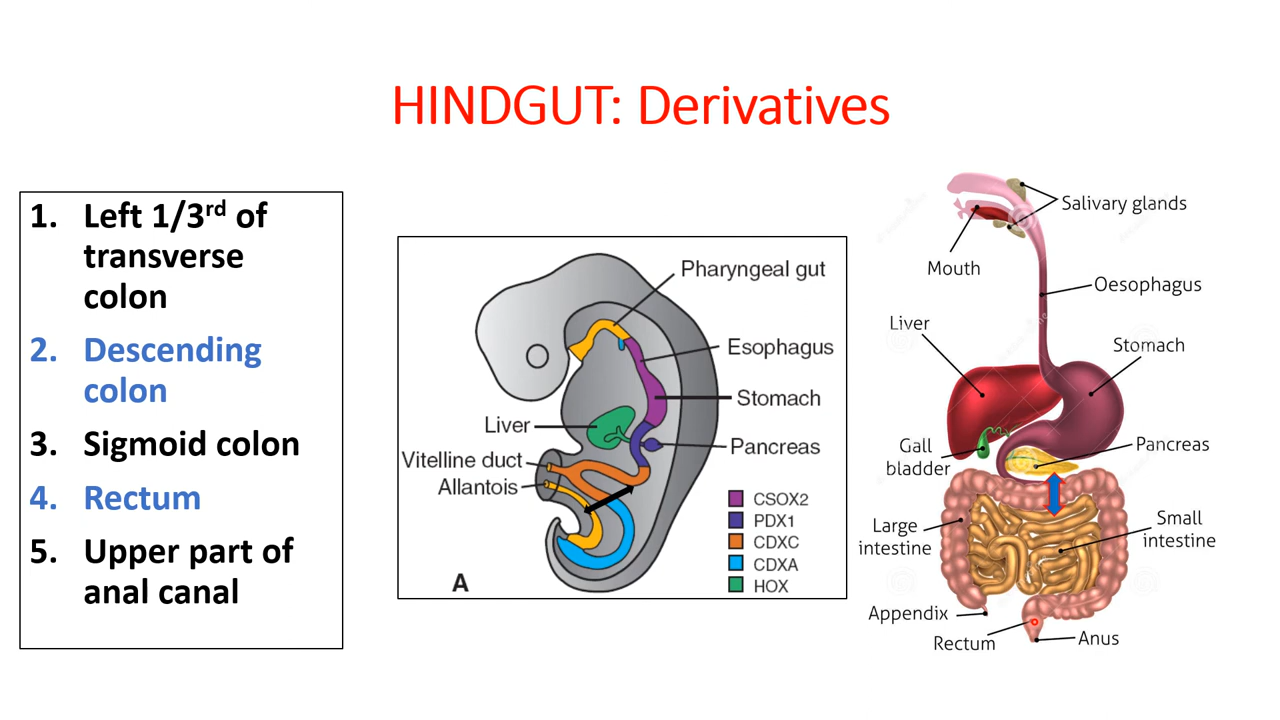 HINDGUT: Derivatives
1. Left 1/3rd of
transverse
colon
2. Descending
colon
3. Sigmoid colon
4. Rectum
5. Upper part of
anal canal
Pharyngeal gut
Esophagus
Stomach
Liver
Pancreas
Vitelline duct
Allantois
CSOX2
PDX1
CDXC
CDXA
HOX
A
Salivary glands
Mouth
Oesophagus
Liver
Stomach
Gall
bladder
Pancreas
Large
intestine
Small
intestine
Appendix
Rectum
Anus